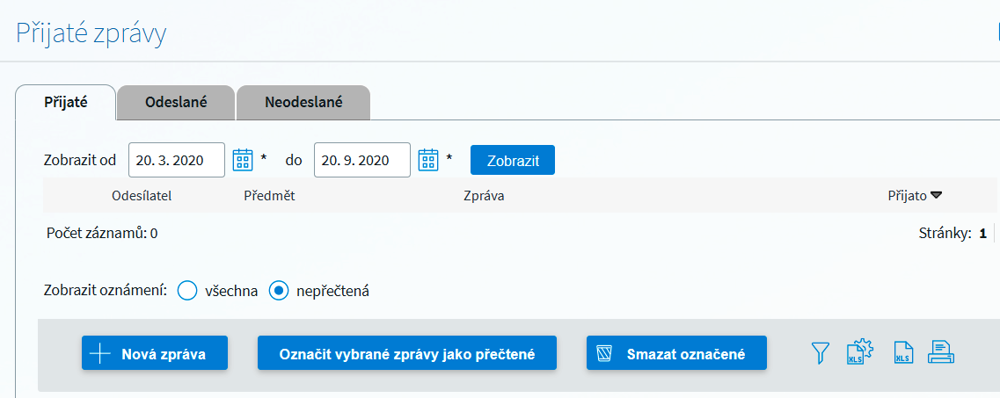 Přijaté zprávy
Přijaté Odeslané Neodeslané
Zobrazit od 20. 3. 2020 * do 20. 9. 2020 * Zobrazit
Odesílatel Předmět Zpráva Přijato
Počet záznamů: 0 Stránky: 1
Zobrazit oznámení: všechna nepřečtená
Nová zpráva Označit vybrané zprávy jako přečtené Smazat označené XLS XLS